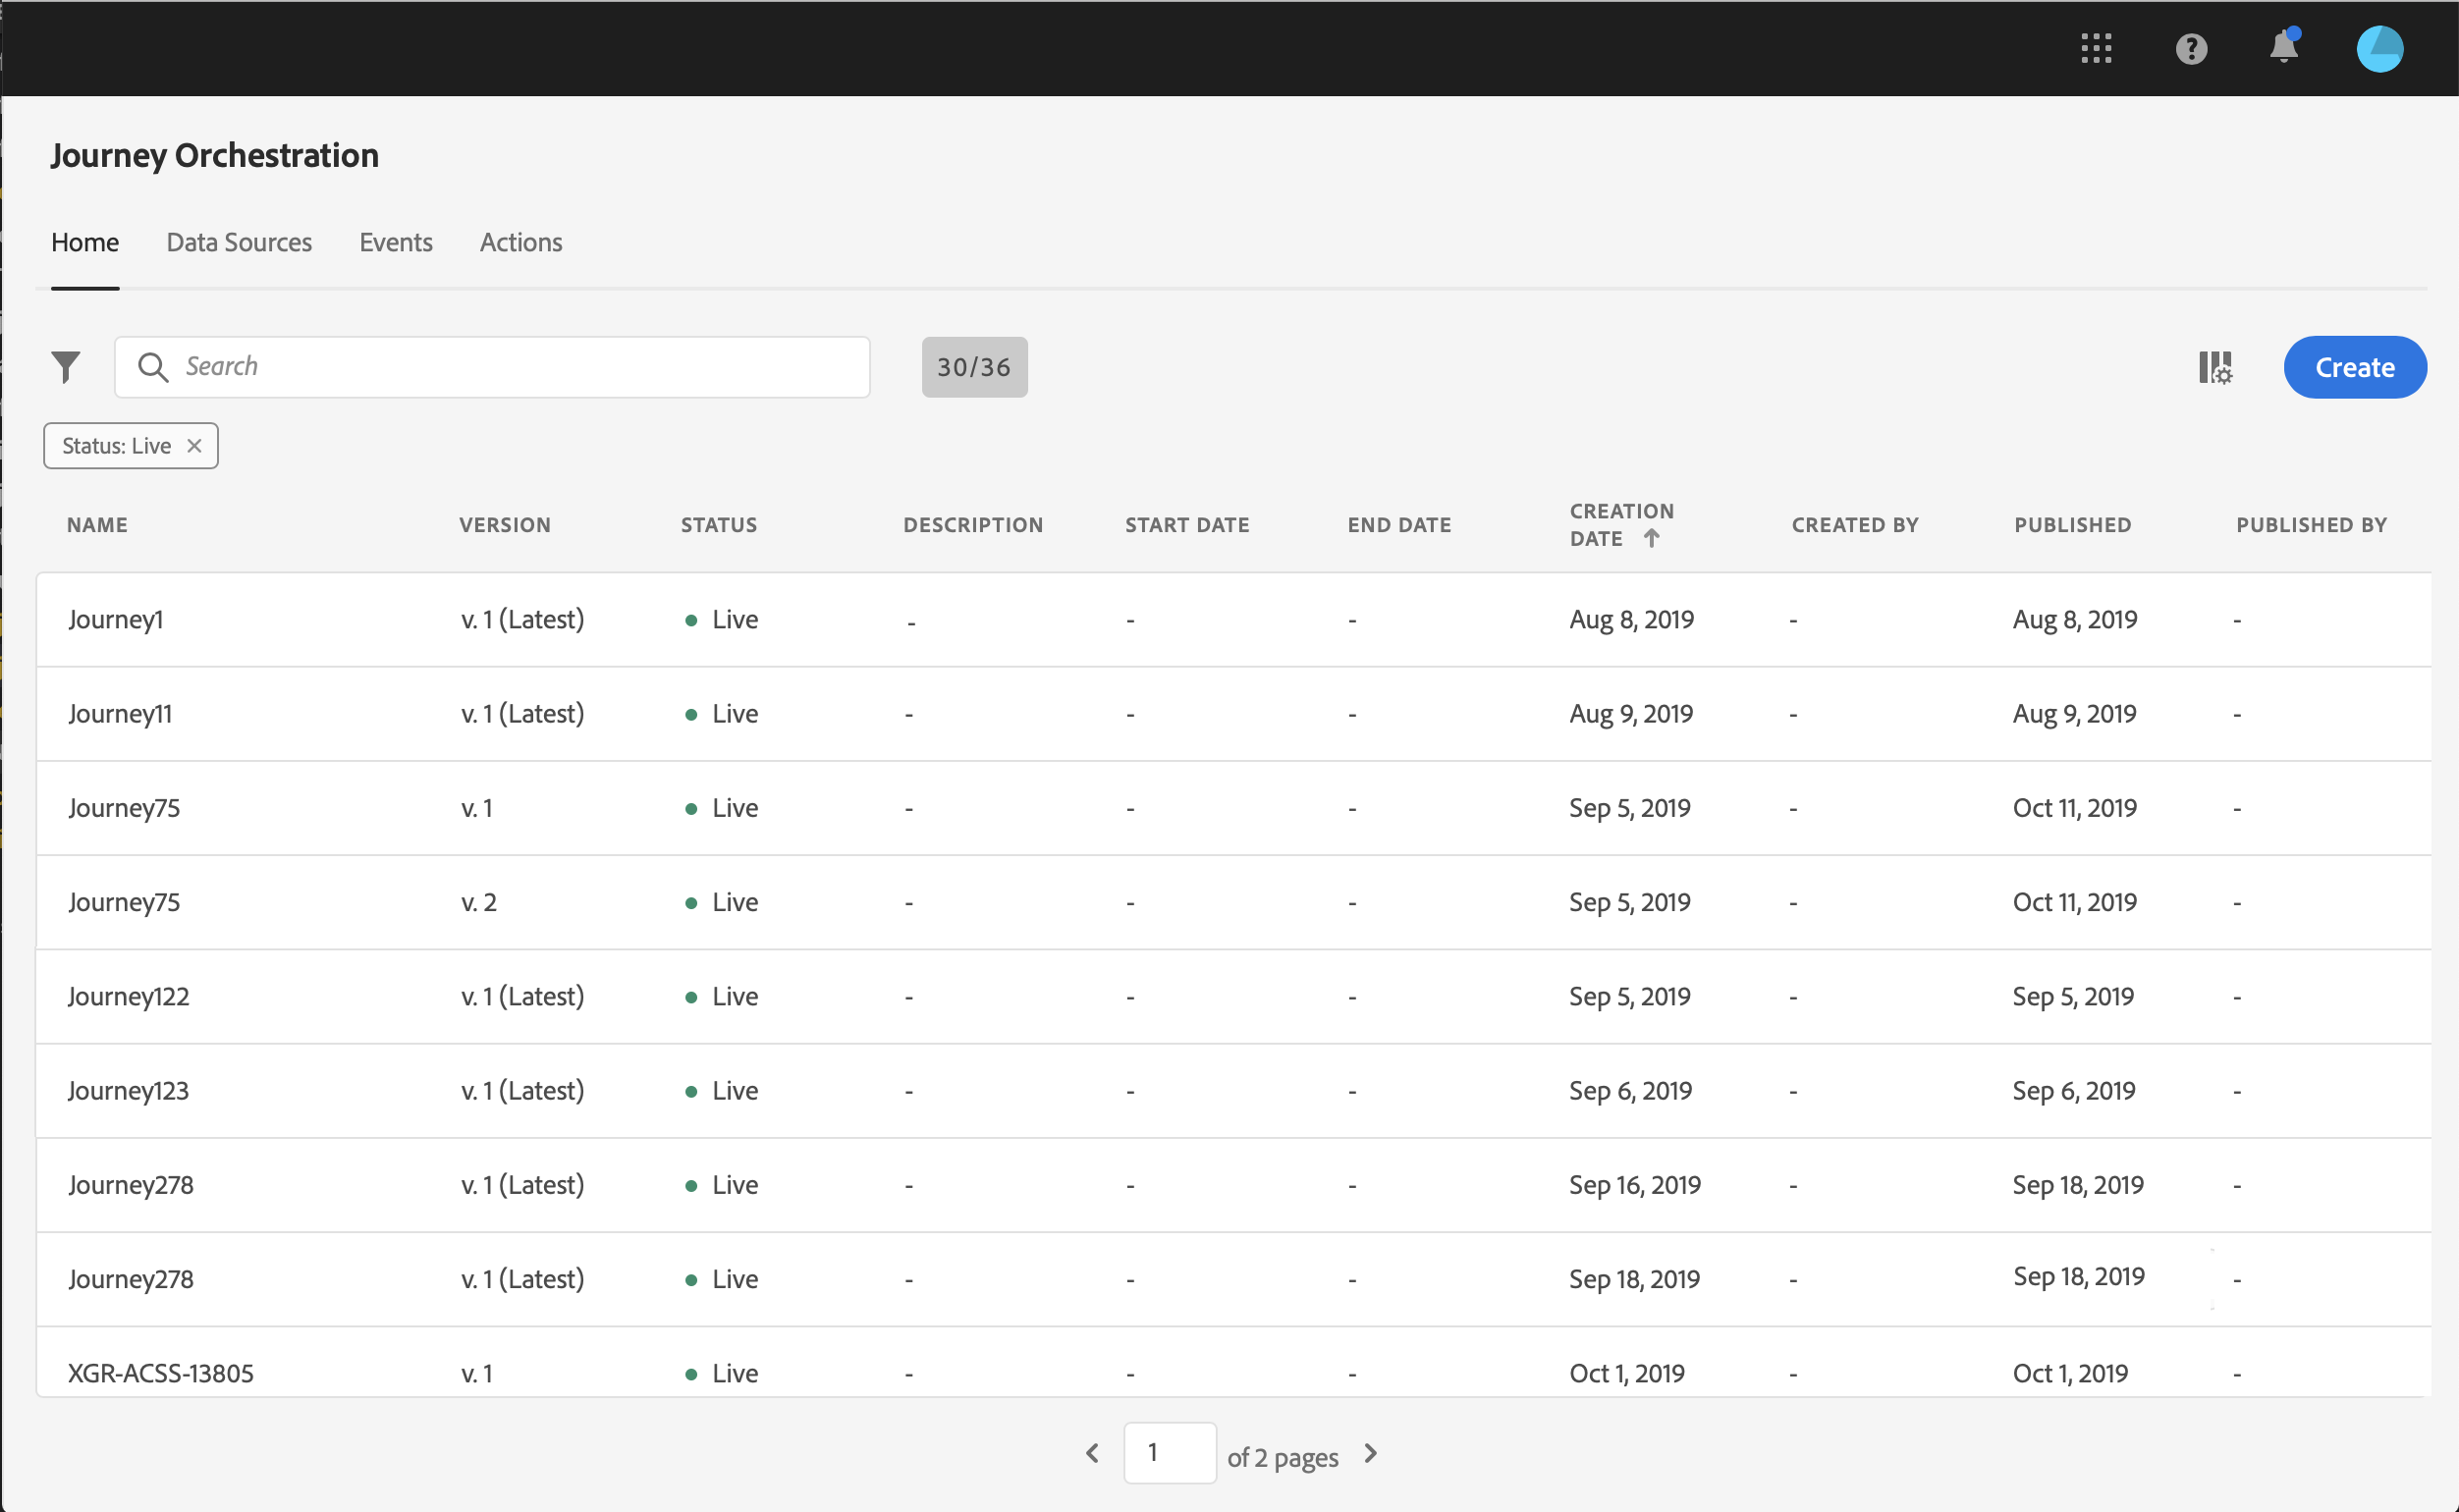 Journey Orchestration
Home Data Sources Events Actions
Search 30/36 Create
Status: Live ×
NAME VERSION STATUS DESCRIPTION START DATE END DATE CREATION DATE CREATED BY PUBLISHED PUBLISHED BY
Journey1 v. 1 (Latest) Live - - - Aug 8, 2019 - Aug 8, 2019 -
Journey11 v. 1 (Latest) Live - - - Aug 9, 2019 - Aug 9, 2019 -
Journey75 v. 1 Live - - - Sep 5, 2019 - Oct 11, 2019 -
Journey75 v. 2 Live - - - Sep 5, 2019 - Oct 11, 2019 -
Journey122 v. 1 (Latest) Live - - - Sep 5, 2019 - Sep 5, 2019 -
Journey123 v. 1 (Latest) Live - - - Sep 6, 2019 - Sep 6, 2019 -
Journey278 v. 1 (Latest) Live - - - Sep 16, 2019 - Sep 18, 2019 -
Journey278 v. 1 (Latest) Live - - - Sep 18, 2019 - Sep 18, 2019 -
XGR-ACSS-13805 v. 1 Live - - - Oct 1, 2019 - Oct 1, 2019 -
1 of 2 pages